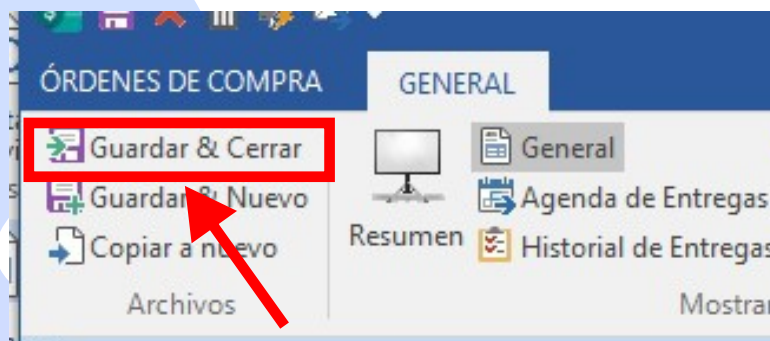 ÓRDENES DE COMPRA GENERAL
Guardar & Cerrar
Guardar & Nuevo
Copiar a nuevo
Archivos
Resumen
General
Agenda de Entregas
Historial de Entregas
Mostrar